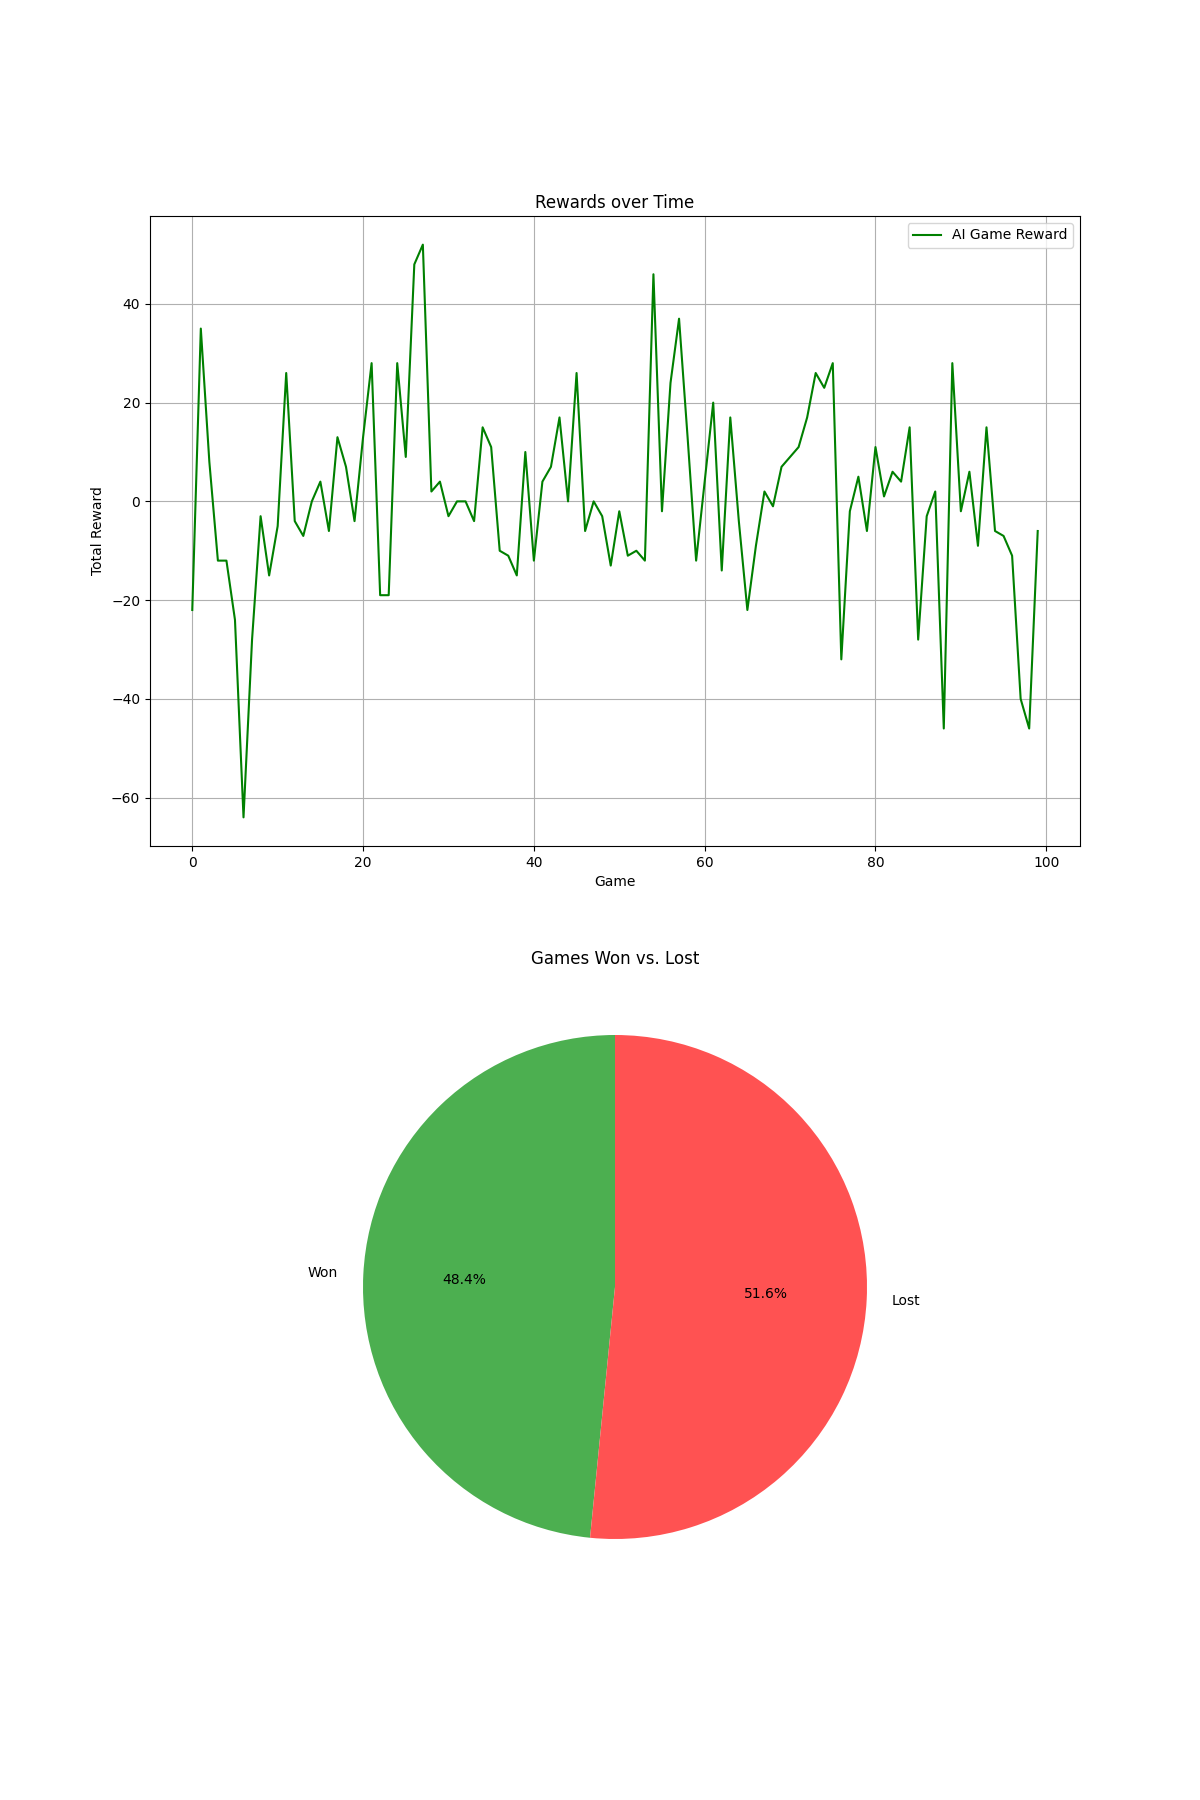 Rewards over Time
AI Game Reward
Total Reward
40
20
0
−20
−40
−60
0 20 40 60 80 100
Game
Games Won vs. Lost
Won
48.4%
51.6%
Lost